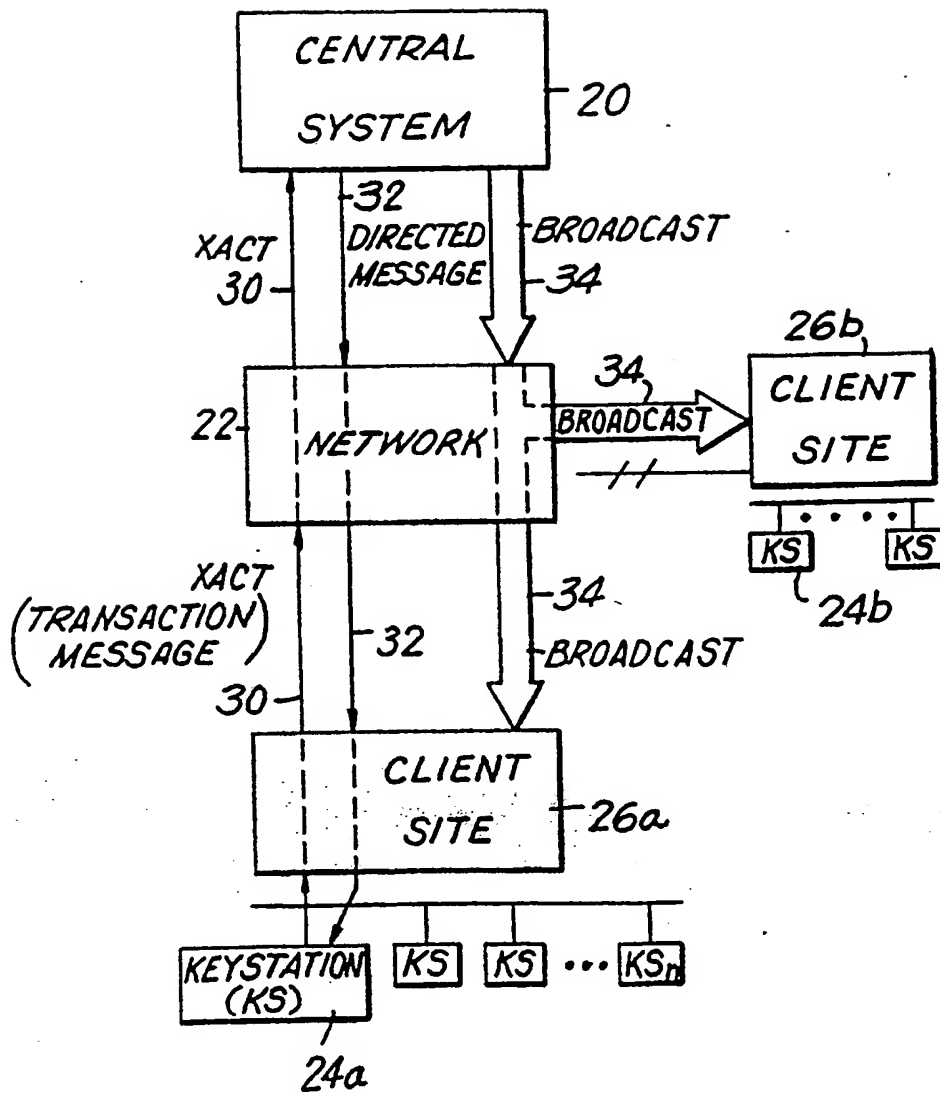 CENTRAL
SYSTEM
20
32
XACT
30
DIRECTED
MESSAGE
BROADCAST
34
26b
CLIENT
SITE
34
BROADCAST
22
NETWORK
KS
KS
24b
XACT
(TRANSACTION
MESSAGE)
30
32
34
BROADCAST
CLIENT
SITE
26a
KEYSTATION
(KS)
KS
KS
KSn
24a